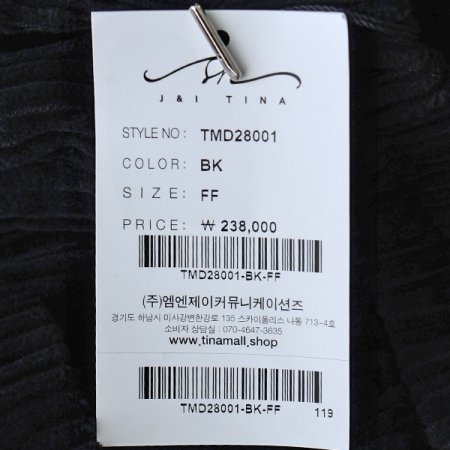 J & I TINA
STYLE NO: TMD28001
COLOR: BK
SIZE: FF
PRICE: ₩ 238,000
TMD28001-BK-FF
(주)엠엔제이커뮤니케이션즈
경기도 하남시 미사강변한강로 135 스카이폴리스 나동 713-4호
소비자 상담실 : 070-4647-3635
www.tinamall.shop
TMD28001-BK-FF 119